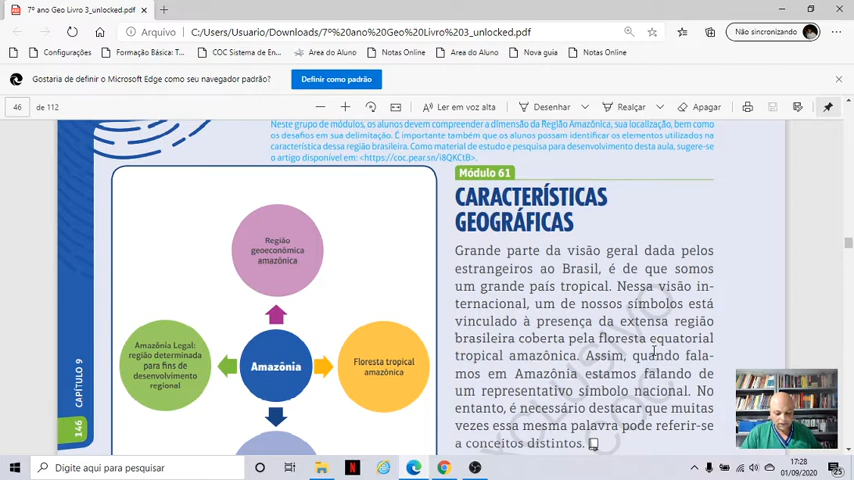 7º ano Geo Livro 3_unlocked.pdf
Arquivo
C:/Users/Usuario/Downloads/7º%20ano%20Geo%20Livro%203_unlocked.pdf
Não sincronizando
Configurações
Formação Básica: T...
COC Sistema de En...
Area do Aluno
Notas Online
Area do Aluno
Nova guia
Notas Online
Gostaria de definir o Microsoft Edge como seu navegador padrão?
Definir como padrão
46
de 112
Ler em voz alta
Desenhar
Realçar
Apagar
Neste grupo de módulos, os alunos devem compreender a dimensão da Região Amazônica, sua localização, bem como
os desafios em sua delimitação. É importante também que os alunos possam identificar os elementos utilizados na
característica dessa região brasileira. Como material de estudo e pesquisa para desenvolvimento desta aula, sugere-se
o artigo disponível em: <https://coc.pear.sn/i8QKCtB>.
Módulo 61
CARACTERÍSTICAS
GEOGRÁFICAS
Grande parte da visão geral dada pelos
estrangeiros ao Brasil, é de que somos
um grande país tropical. Nessa visão in-
ternacional, um de nossos símbolos está
vinculado à presença da extensa região
brasileira coberta pela floresta equatorial
tropical amazônica. Assim, quando fala-
mos em Amazônia estamos falando de
um representativo símbolo nacional. No
entanto, é necessário destacar que muitas
vezes essa mesma palavra pode referir-se
a conceitos distintos.
Região
geoeconômica
amazônica
Amazônia Legal:
região determinada
para fins de
desenvolvimento
regional
Amazônia
Floresta tropical
amazônica
CAPÍTULO 9
146
EXCLUSIVO
COC
Digite aqui para pesquisar
17:28
01/09/2020
25